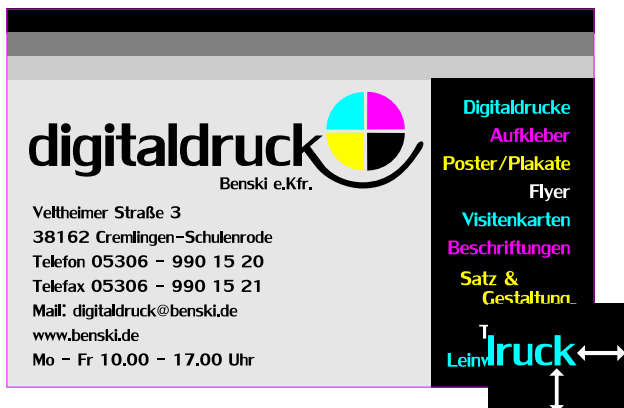 digitaldruck
Benski e.Kfr.
Veltheimer Straße 3
38162 Cremlingen-Schulenrode
Telefon 05306 - 990 15 20
Telefax 05306 - 990 15 21
Mail: digitaldruck@benski.de
www.benski.de
Mo - Fr 10.00 - 17.00 Uhr
Digitaldrucke
Aufkleber
Poster/Plakate
Flyer
Visitenkarten
Beschriftungen
Satz &
Gestaltung
druck